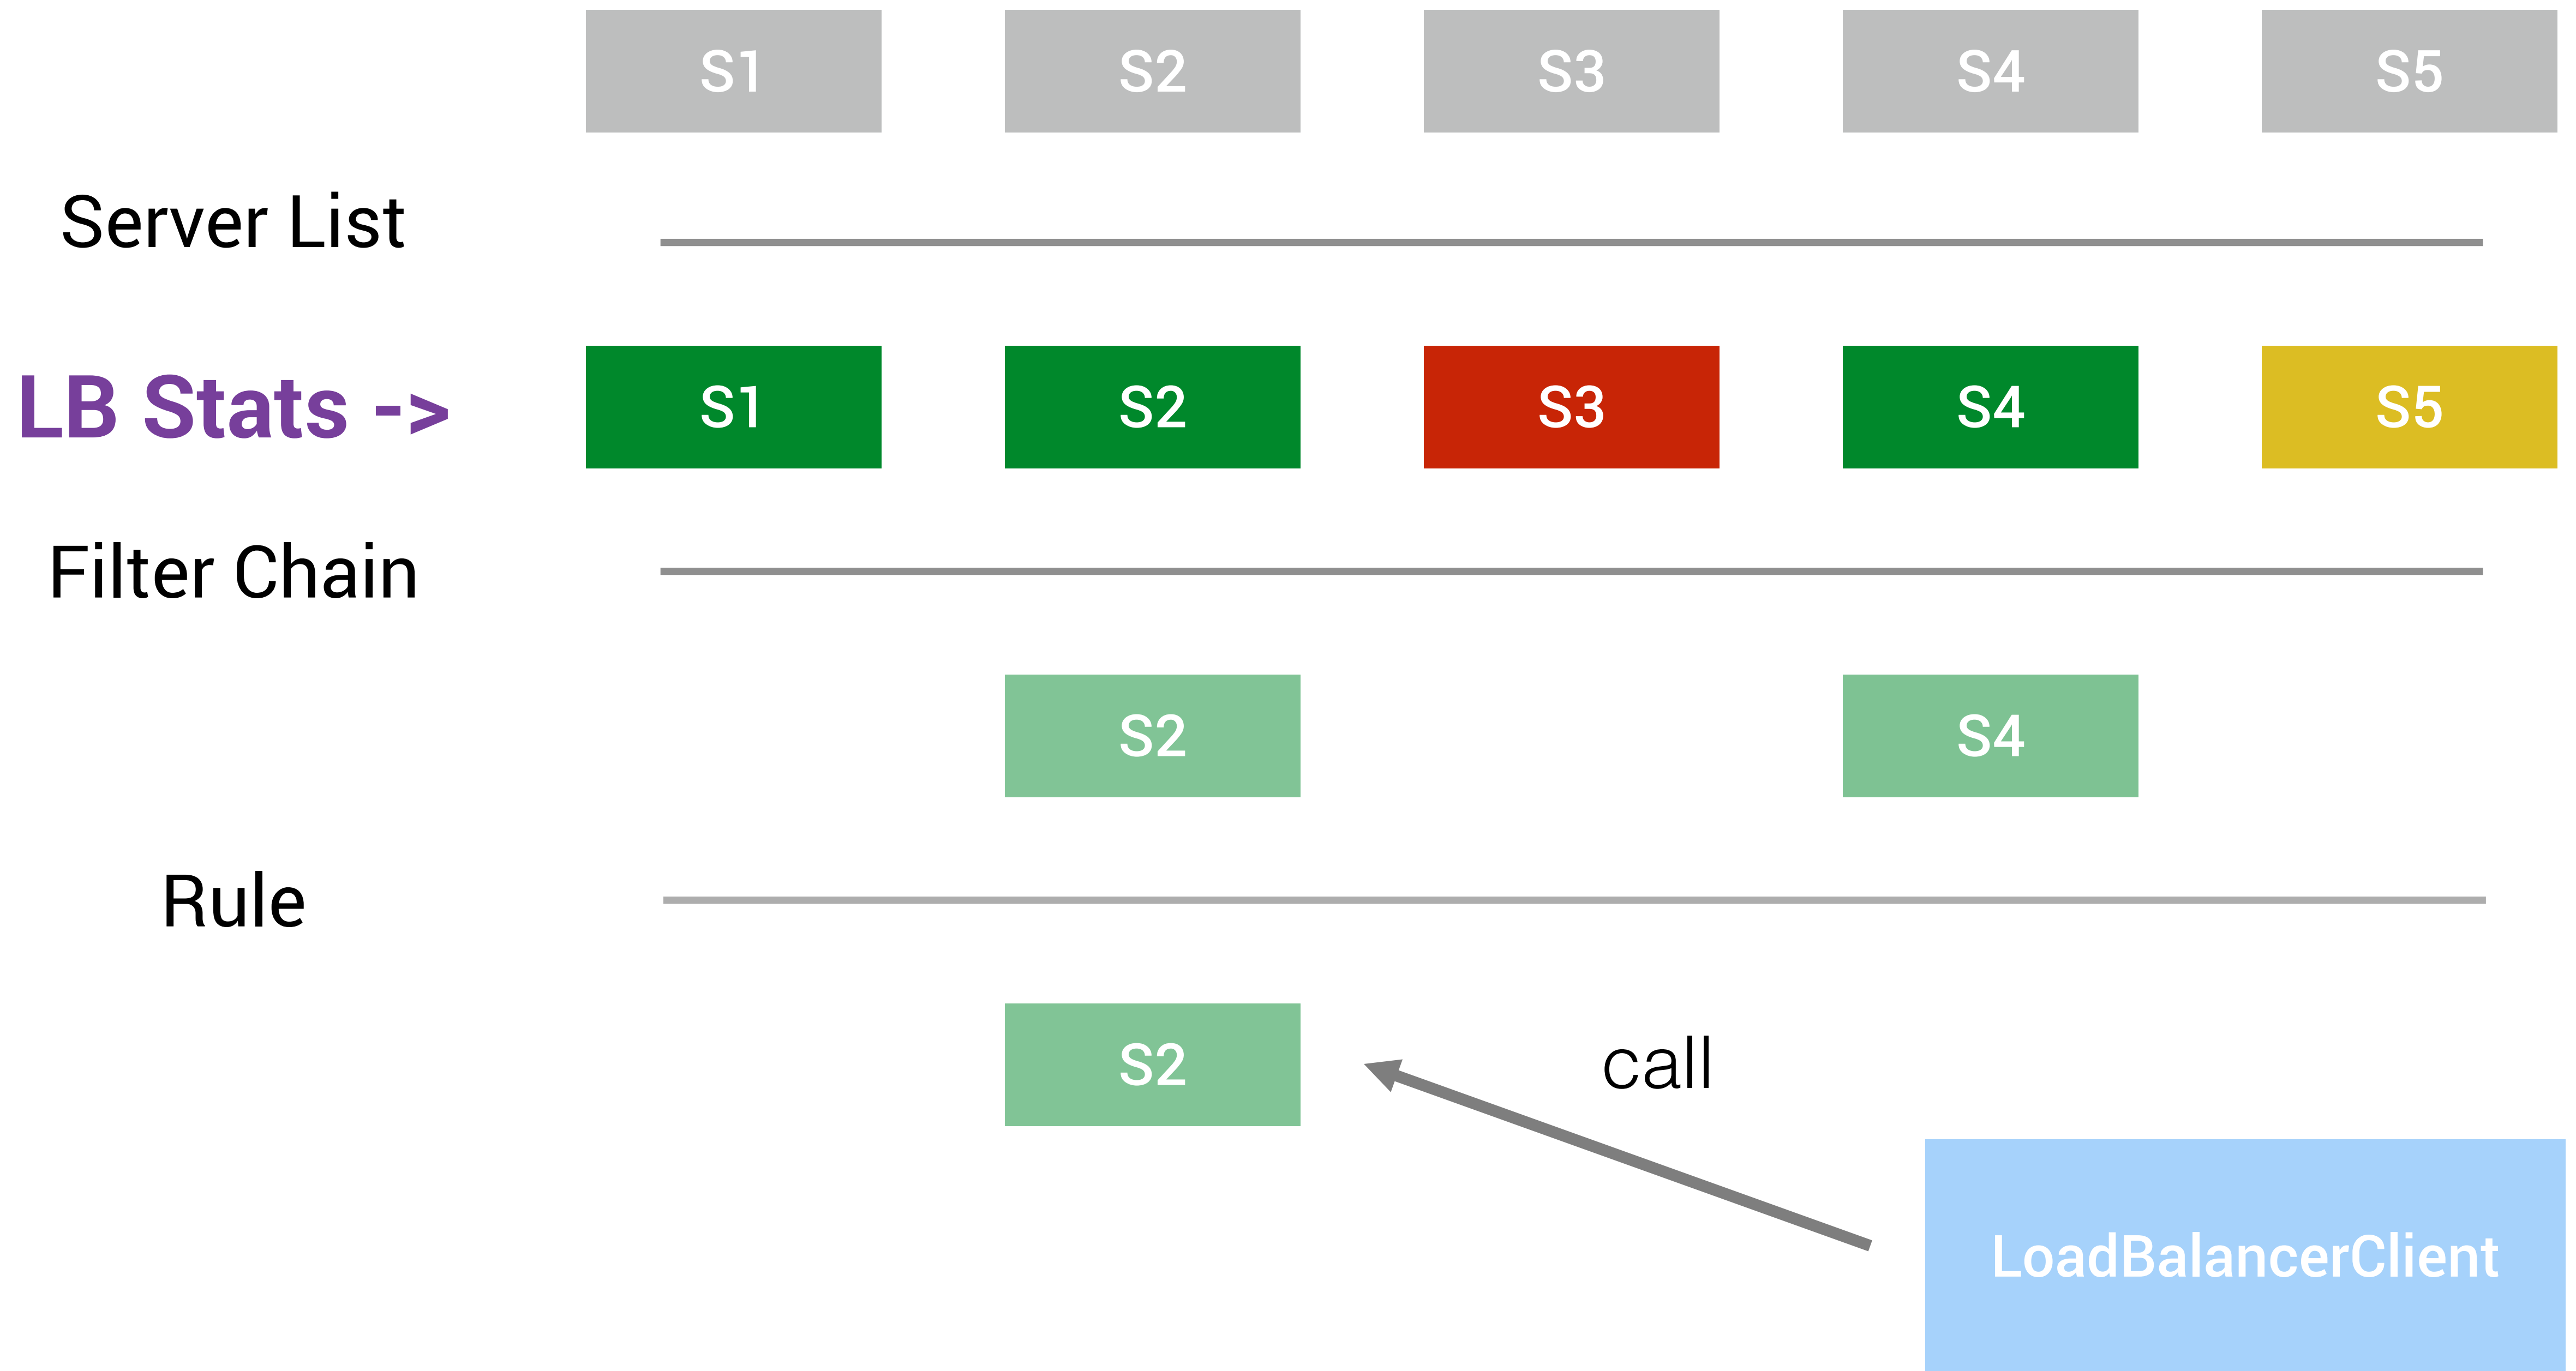 S1 S2 S3 S4 S5
Server List
LB Stats -> S1 S2 S3 S4 S5
Filter Chain
S2 S4
Rule
S2 call
LoadBalancerClient